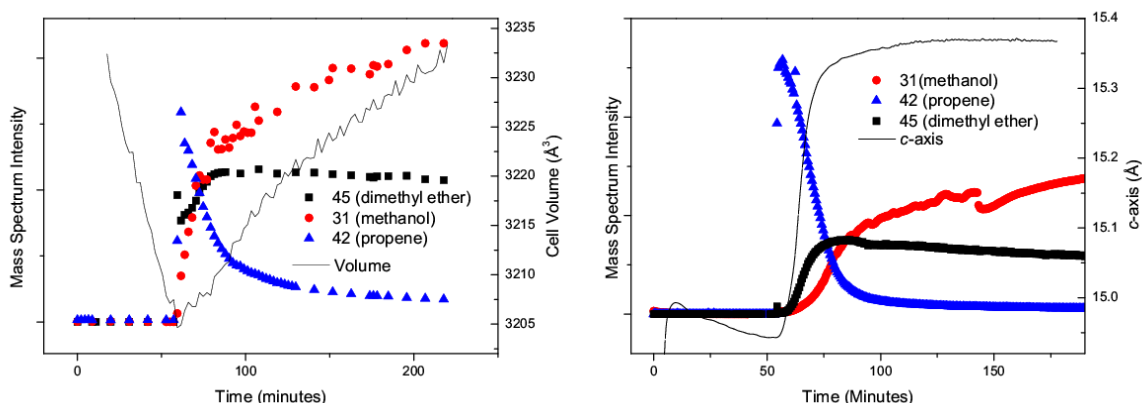 Mass Spectrum Intensity
45 (dimethyl ether)
31 (methanol)
42 (propene)
Volume
3235
3230
3225
3220
3215
3210
3205
Cell Volume (Å³)
0
100
200
Time (minutes)
Mass Spectrum Intensity
31(methanol)
42 (propene)
45 (dimethyl ether)
c-axis
15.4
15.3
15.2
15.1
15.0
c-axis (Å)
0
50
100
150
Time (Minutes)